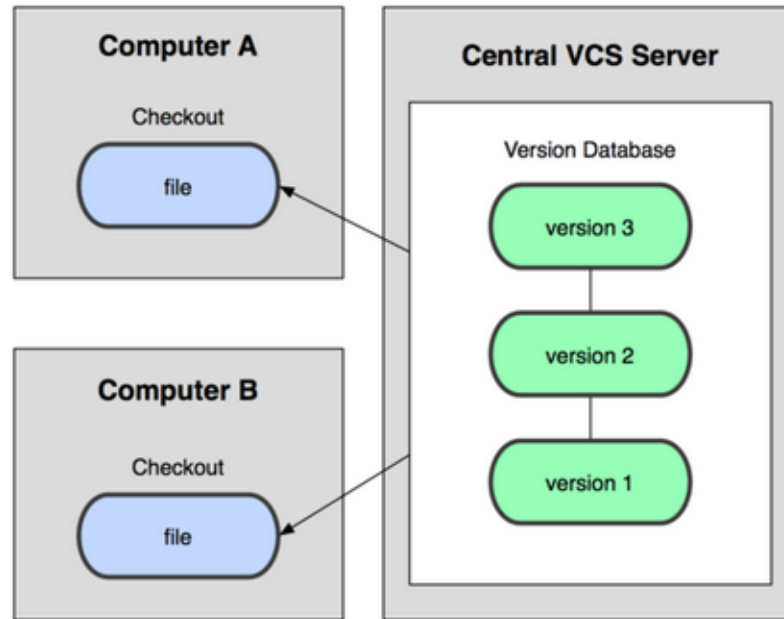 Computer A
Checkout
file
Computer B
Checkout
file
Central VCS Server
Version Database
version 3
version 2
version 1